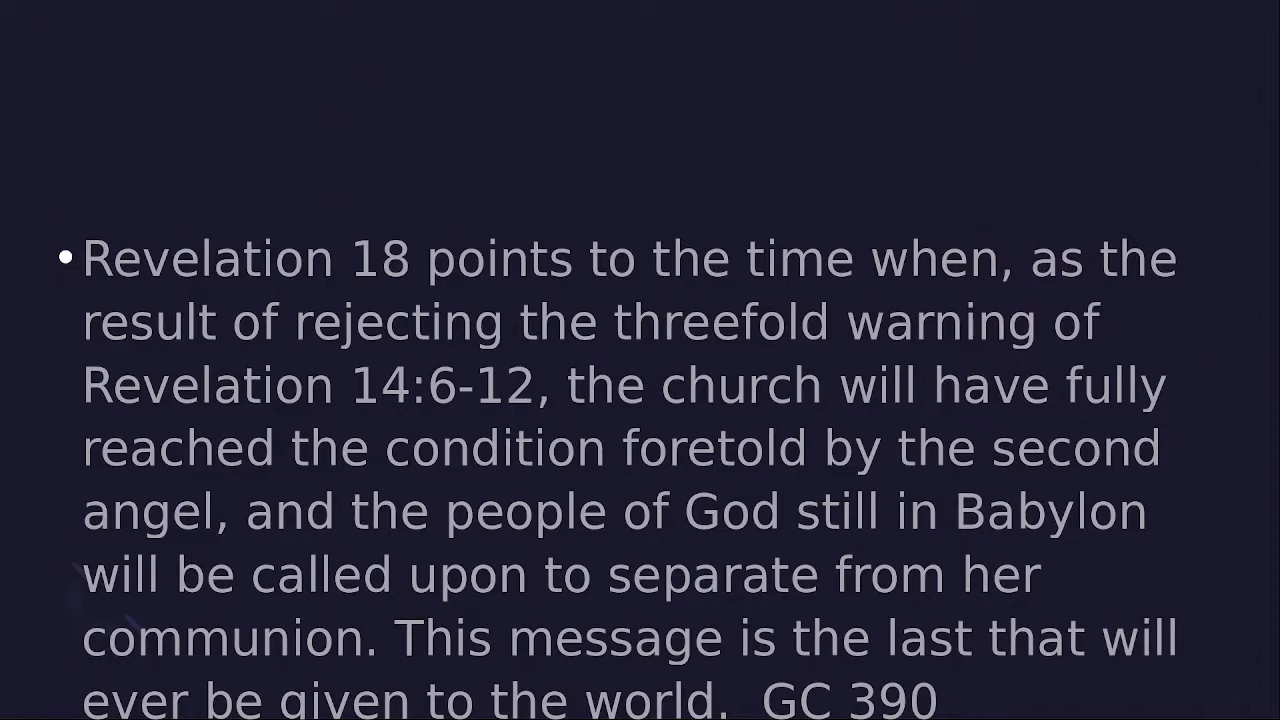 •Revelation 18 points to the time when, as the
result of rejecting the threefold warning of
Revelation 14:6-12, the church will have fully
reached the condition foretold by the second
angel, and the people of God still in Babylon
will be called upon to separate from her
communion. This message is the last that will
ever be given to the world.  GC 390